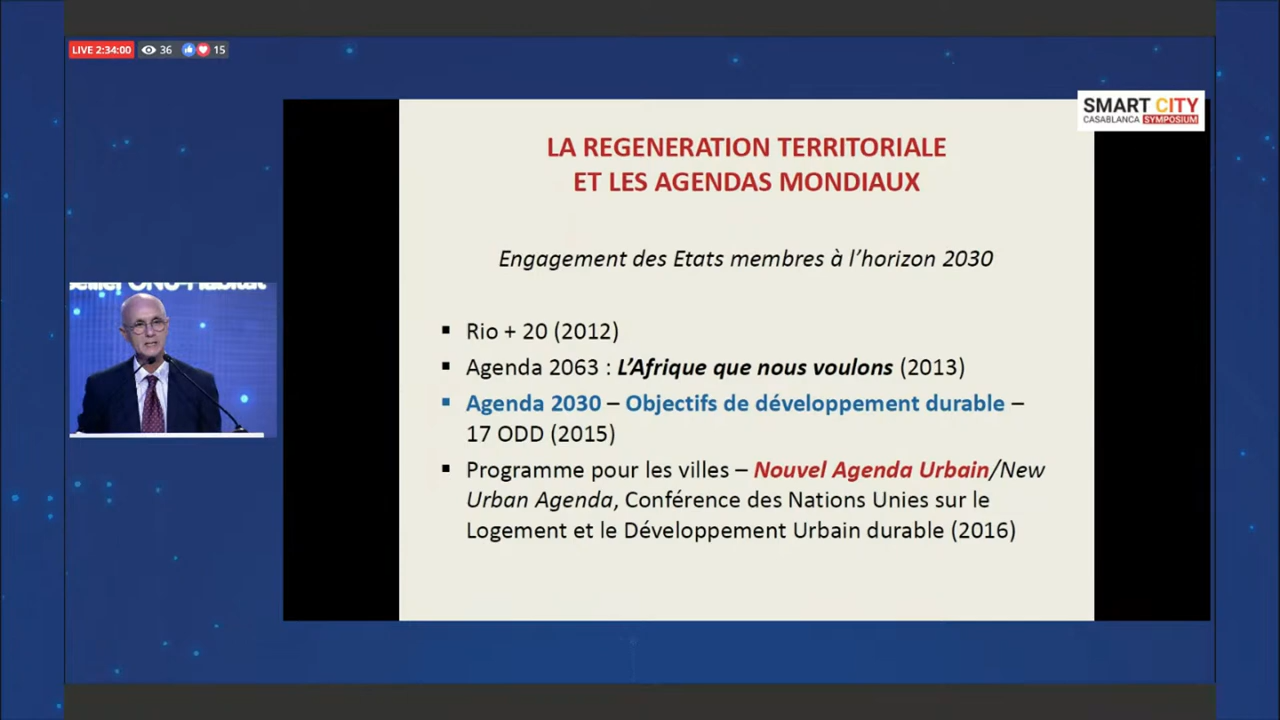 LIVE 2:34:00 36 15
SMART CITY
CASABLANCA SYMPOSIUM
LA REGENERATION TERRITORIALE
ET LES AGENDAS MONDIAUX
Engagement des Etats membres à l’horizon 2030
▪ Rio + 20 (2012)
▪ Agenda 2063 : L’Afrique que nous voulons (2013)
▪ Agenda 2030 – Objectifs de développement durable –
17 ODD (2015)
▪ Programme pour les villes – Nouvel Agenda Urbain/New
Urban Agenda, Conférence des Nations Unies sur le
Logement et le Développement Urbain durable (2016)
ONU-Habitat